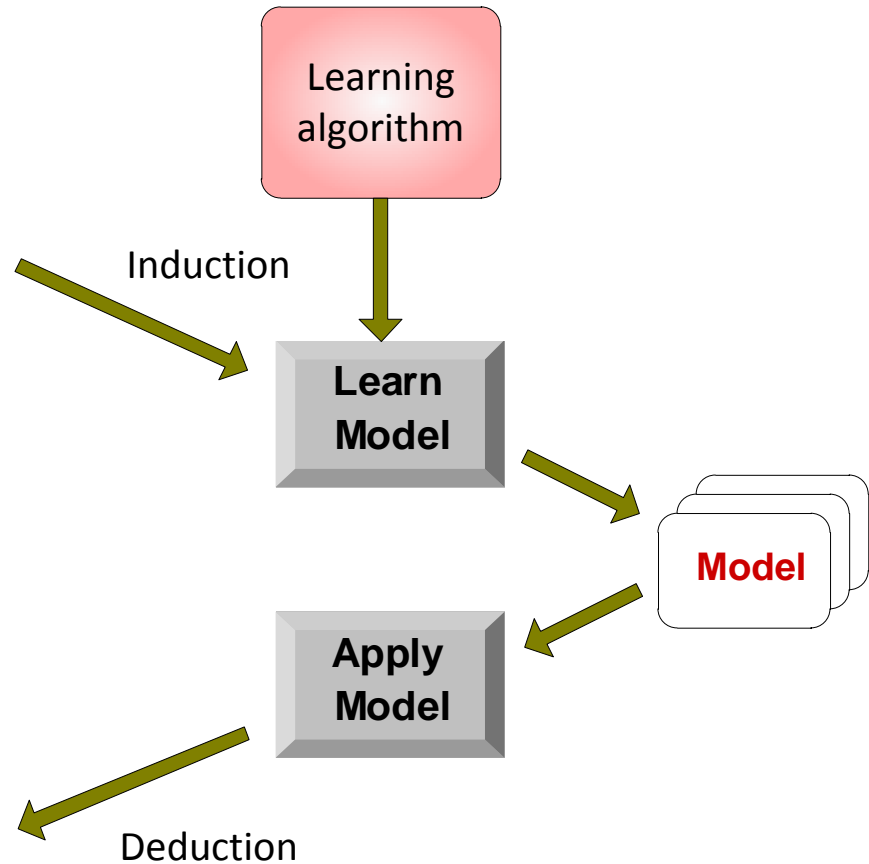 Learning
algorithm
Induction
Learn
Model
Model
Apply
Model
Deduction